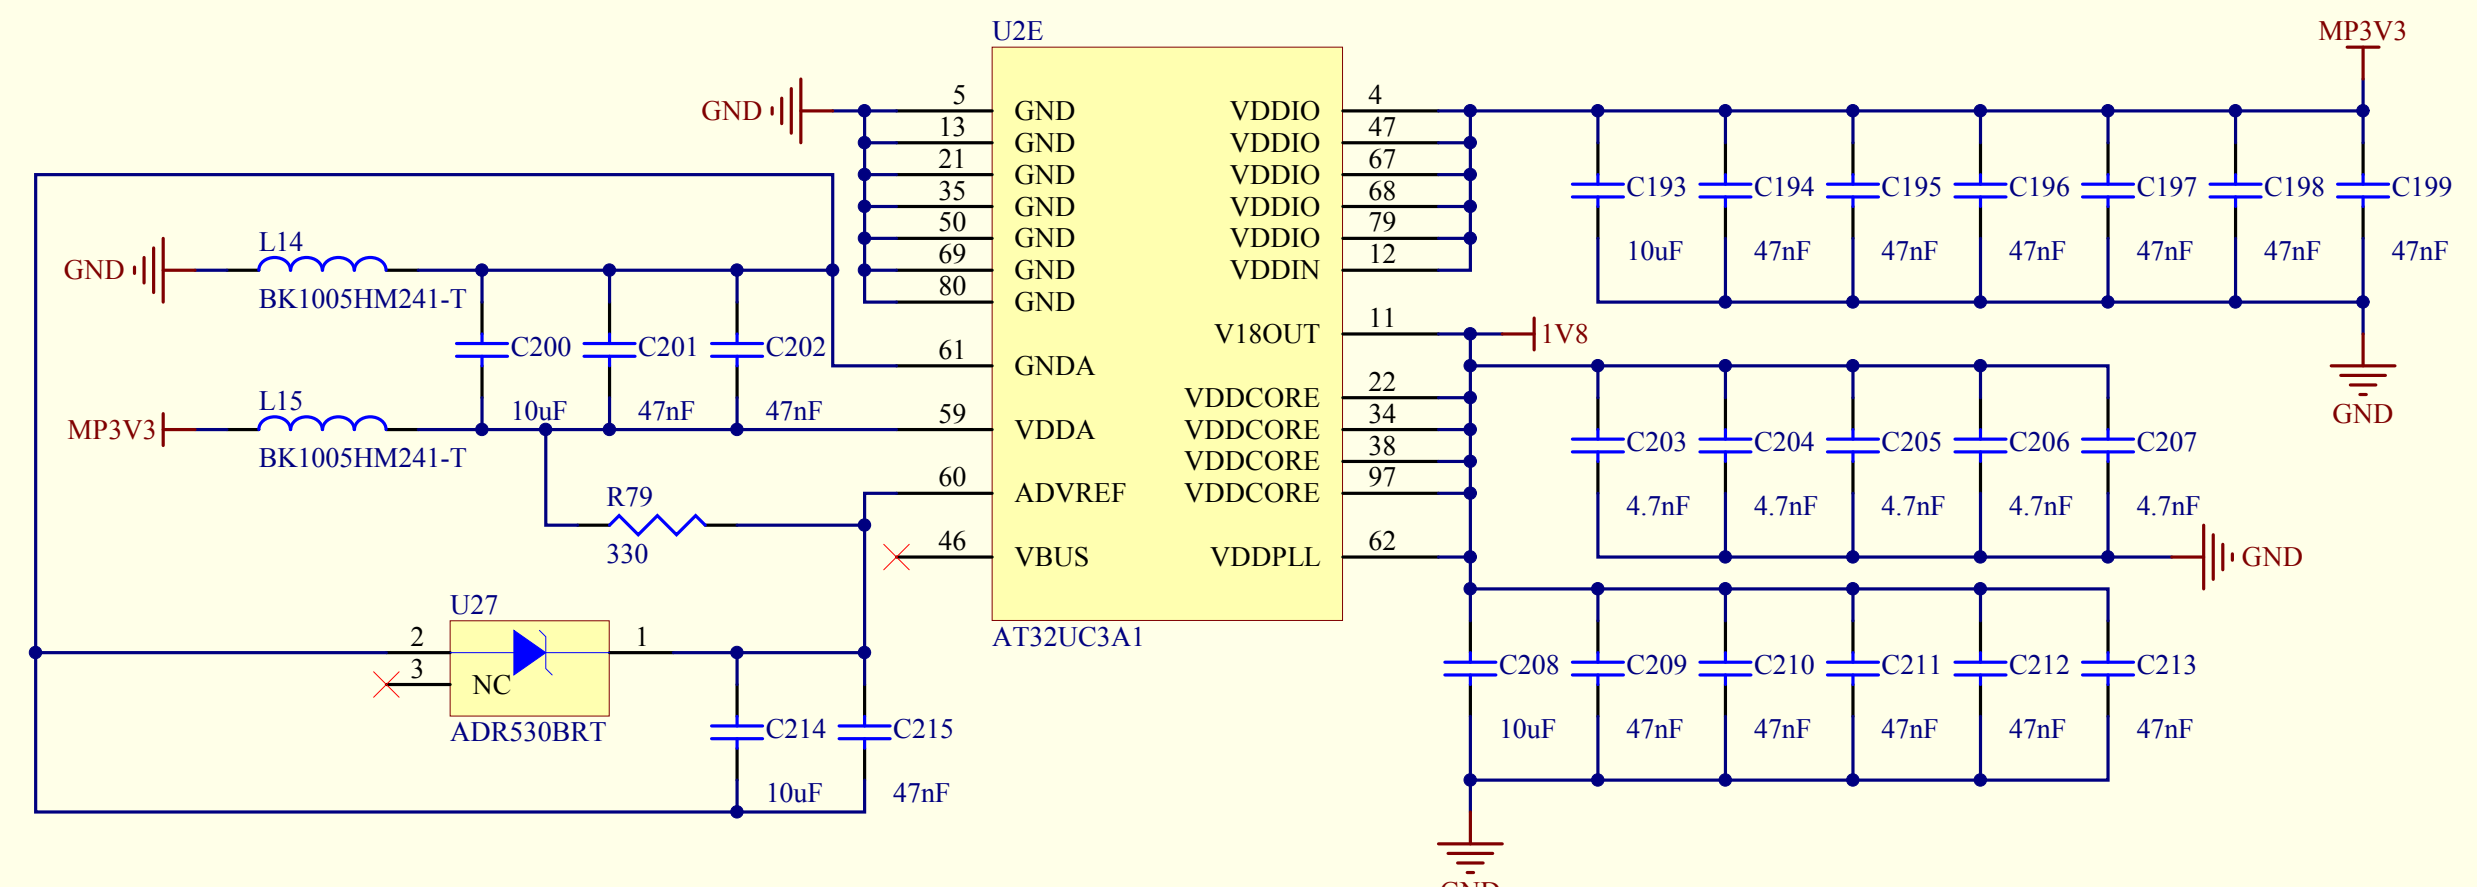 U2E
MP3V3
GND
5
GND
VDDIO
4
13
GND
VDDIO
47
21
GND
VDDIO
67
35
GND
VDDIO
68
50
GND
VDDIO
79
69
GND
VDDIN
12
80
GND
C193
C194
C195
C196
C197
C198
C199
10uF
47nF
47nF
47nF
47nF
47nF
47nF
GND
L14
GND
BK1005HM241-T
V18OUT
11
1V8
C200
C201
C202
61
GNDA
10uF
47nF
47nF
L15
MP3V3
BK1005HM241-T
59
VDDA
VDDCORE
22
VDDCORE
34
VDDCORE
38
VDDCORE
97
C203
C204
C205
C206
C207
4.7nF
4.7nF
4.7nF
4.7nF
4.7nF
GND
60
ADVREF
R79
330
46
VBUS
VDDPLL
62
AT32UC3A1
U27
2
1
3
NC
ADR530BRT
C208
C209
C210
C211
C212
C213
10uF
47nF
47nF
47nF
47nF
47nF
C214
C215
10uF
47nF